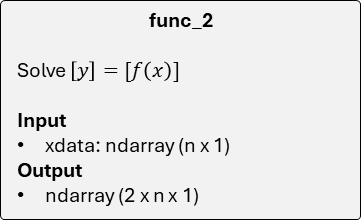 func_2
Solve [y] = [f(x)]
Input
• xdata: ndarray (n x 1)
Output
• ndarray (2 x n x 1)